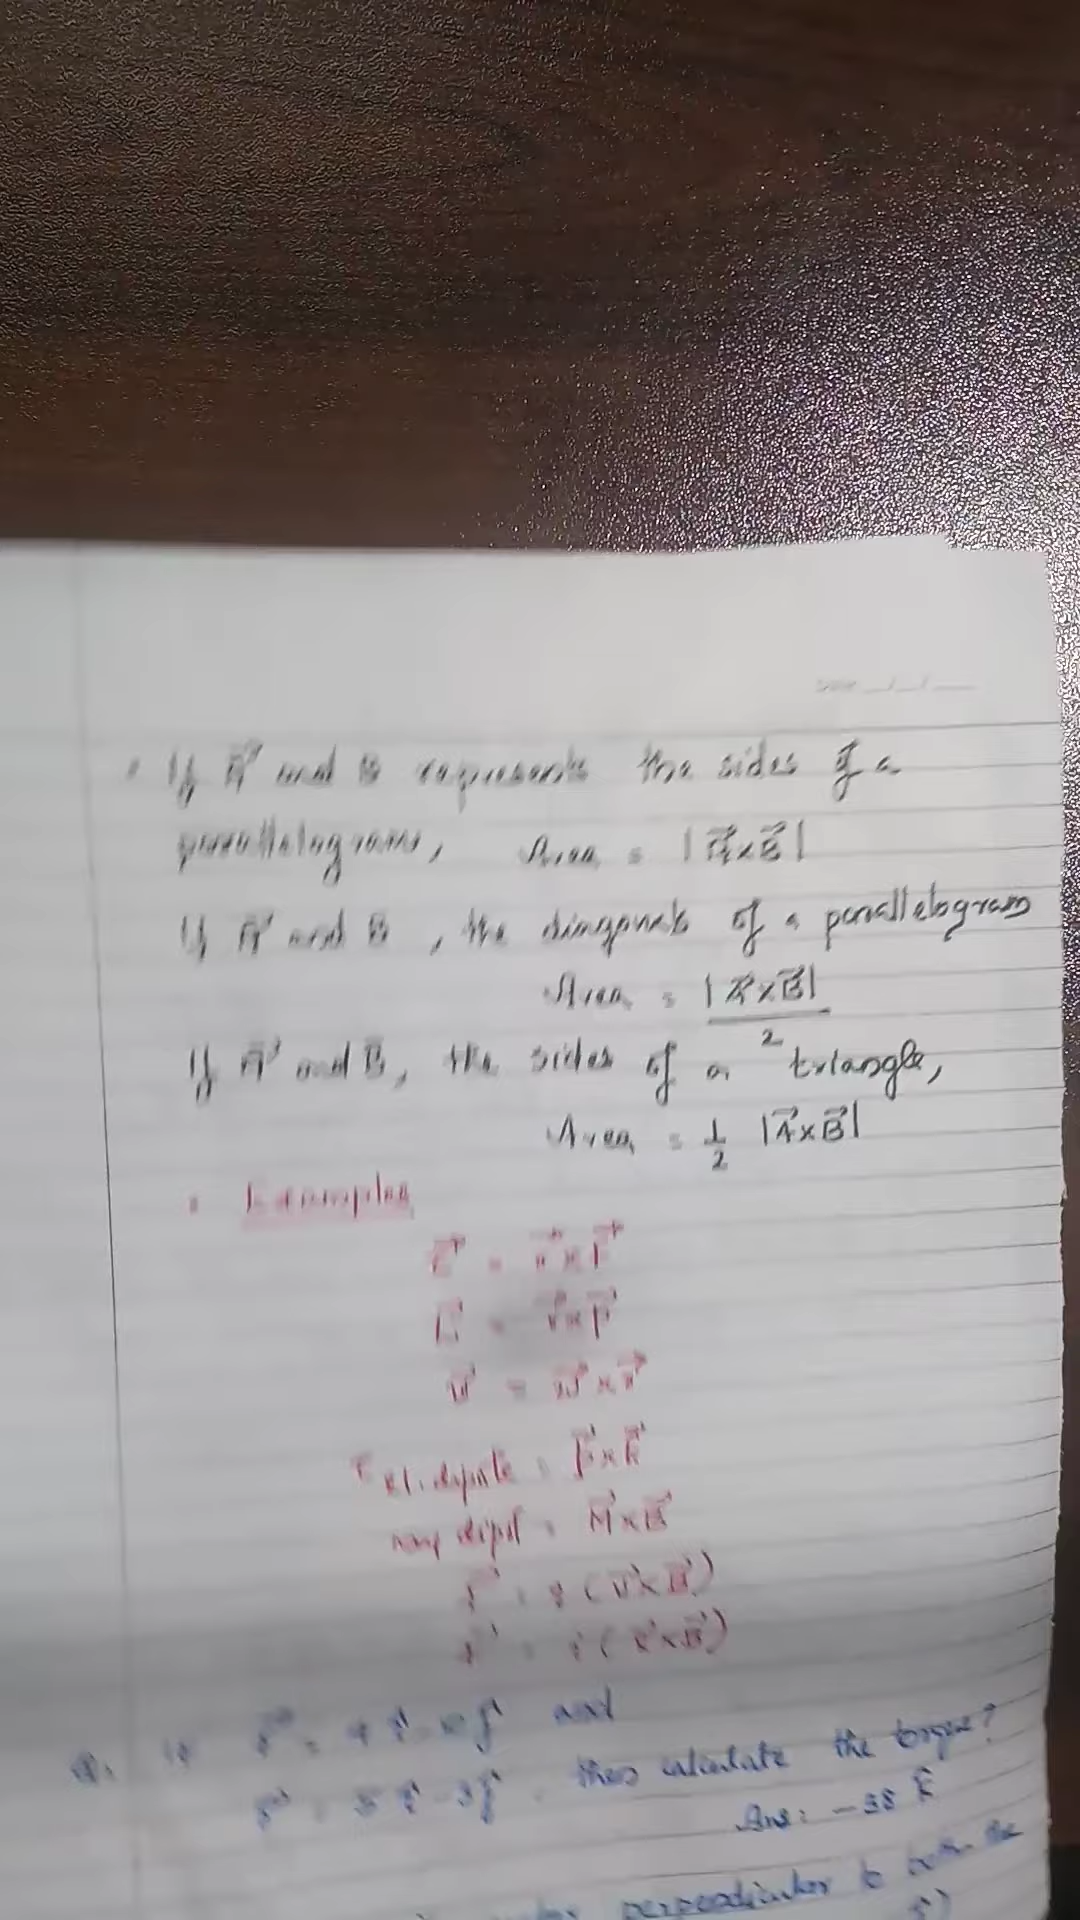 If A⃗ and B represents the sides of a
parallelogram, Area = |A⃗×B⃗|
If A⃗ and B , the diagonals of a parallelogram
Area = |A⃗×B⃗|
2
If A⃗ and B, the sides of a triangle,
Area = 1/2 |A⃗×B⃗|
Examples
= r⃗×F⃗
L⃗ = r⃗×P⃗
v⃗ = w⃗×r⃗
el. dipole = P⃗×E⃗
mag dipol = M⃗×B⃗
F⃗ = q (v⃗×B⃗)
= i ( ×B⃗)
Q. If = and
then calculate the torque?
Ans: -38 k̂
perpendicular to both the